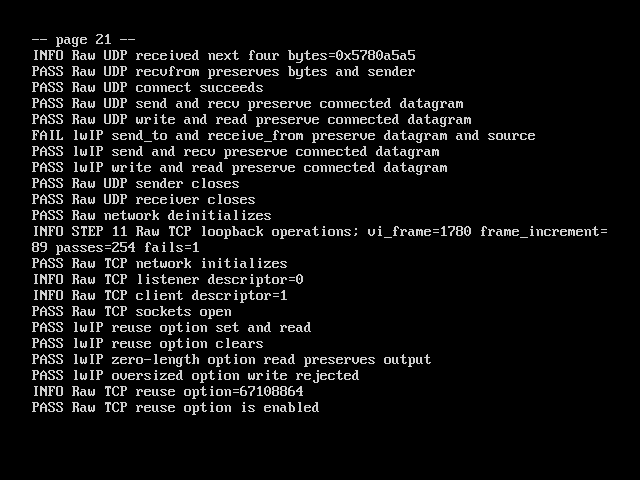 -- page 21 --
INFO Raw UDP received next four bytes=0x5780a5a5
PASS Raw UDP recvfrom preserves bytes and sender
PASS Raw UDP connect succeeds
PASS Raw UDP send and recv preserve connected datagram
PASS Raw UDP write and read preserve connected datagram
FAIL lwIP send_to and receive_from preserve datagram and source
PASS lwIP send and recv preserve connected datagram
PASS lwIP write and read preserve connected datagram
PASS Raw UDP sender closes
PASS Raw UDP receiver closes
PASS Raw network deinitializes
INFO STEP 11 Raw TCP loopback operations; vi_frame=1780 frame_increment=
89 passes=254 fails=1
PASS Raw TCP network initializes
INFO Raw TCP listener descriptor=0
INFO Raw TCP client descriptor=1
PASS Raw TCP sockets open
PASS lwIP reuse option set and read
PASS lwIP reuse option clears
PASS lwIP zero-length option read preserves output
PASS lwIP oversized option write rejected
INFO Raw TCP reuse option=67108864
PASS Raw TCP reuse option is enabled